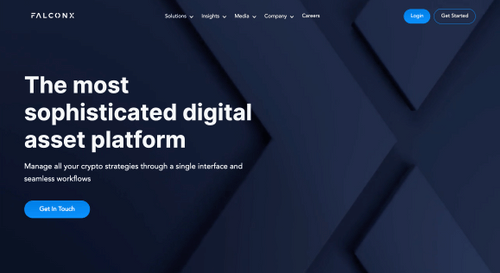 FALCONX
Solutions Insights Media Company Careers
Login Get Started
The most
sophisticated digital
asset platform
Manage all your crypto strategies through a single interface and
seamless workflows
Get In Touch